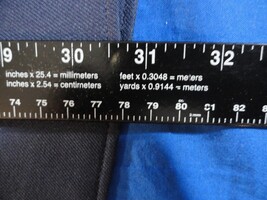 9 30 31 32
inches x 25.4 = millimeters feet x 0.3048 = meters
inches x 2.54 = centimeters yards x 0.9144 = meters
74 75 76 77 78 79 80 81 82 8